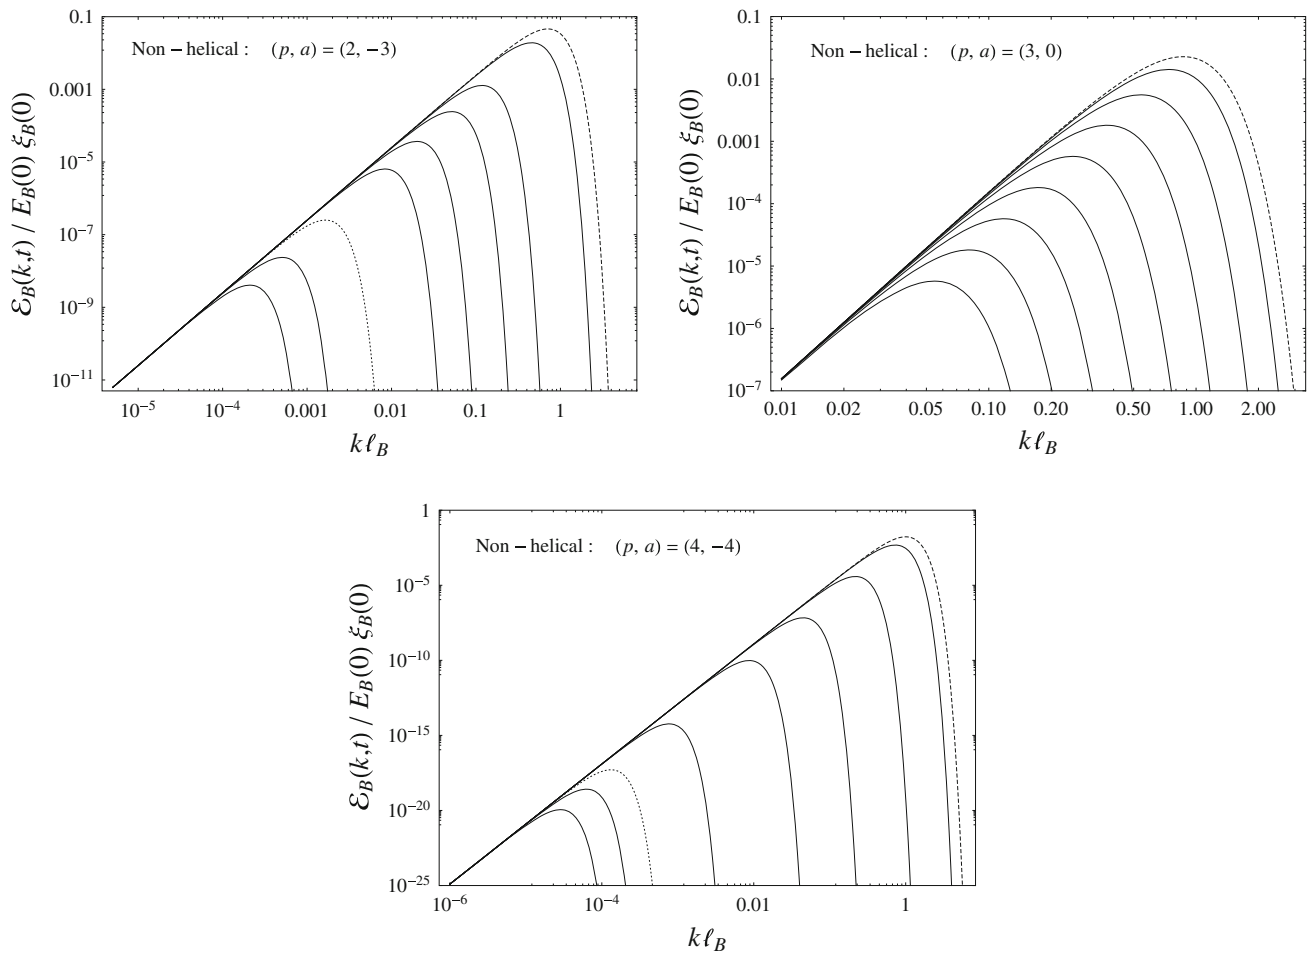 Non – helical : (p, a) = (2, −3)
ℰ_B(k,t) / E_B(0) ξ_B(0)
0.1
0.001
10⁻⁵
10⁻⁷
10⁻⁹
10⁻¹¹
10⁻⁵ 10⁻⁴ 0.001 0.01 0.1 1
kℓ_B
Non – helical : (p, a) = (3, 0)
ℰ_B(k,t) / E_B(0) ξ_B(0)
0.1
0.01
0.001
10⁻⁴
10⁻⁵
10⁻⁶
10⁻⁷
0.01 0.02 0.05 0.10 0.20 0.50 1.00 2.00
kℓ_B
Non – helical : (p, a) = (4, −4)
ℰ_B(k,t) / E_B(0) ξ_B(0)
1
10⁻⁵
10⁻¹⁰
10⁻¹⁵
10⁻²⁰
10⁻²⁵
10⁻⁶ 10⁻⁴ 0.01 1
kℓ_B